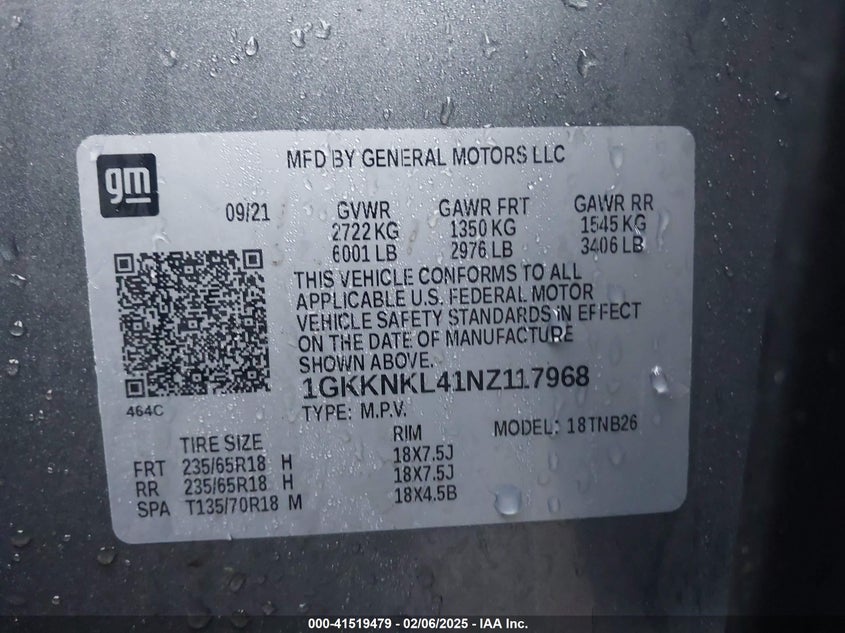 gm
MFD BY GENERAL MOTORS LLC
09/21
GVWR GAWR FRT GAWR RR
2722 KG 1350 KG 1545 KG
6001 LB 2976 LB 3406 LB
THIS VEHICLE CONFORMS TO ALL
APPLICABLE U.S. FEDERAL MOTOR
VEHICLE SAFETY STANDARDS IN EFFECT
ON THE DATE OF MANUFACTURE
SHOWN ABOVE.
1GKKNKL41NZ117968
464C
TYPE: M.P.V. MODEL: 18TNB26
TIRE SIZE RIM
FRT 235/65R18 H 18X7.5J
RR 235/65R18 H 18X7.5J
SPA T135/70R18 M 18X4.5B
000-41519479 - 02/06/2025 - IAA Inc.